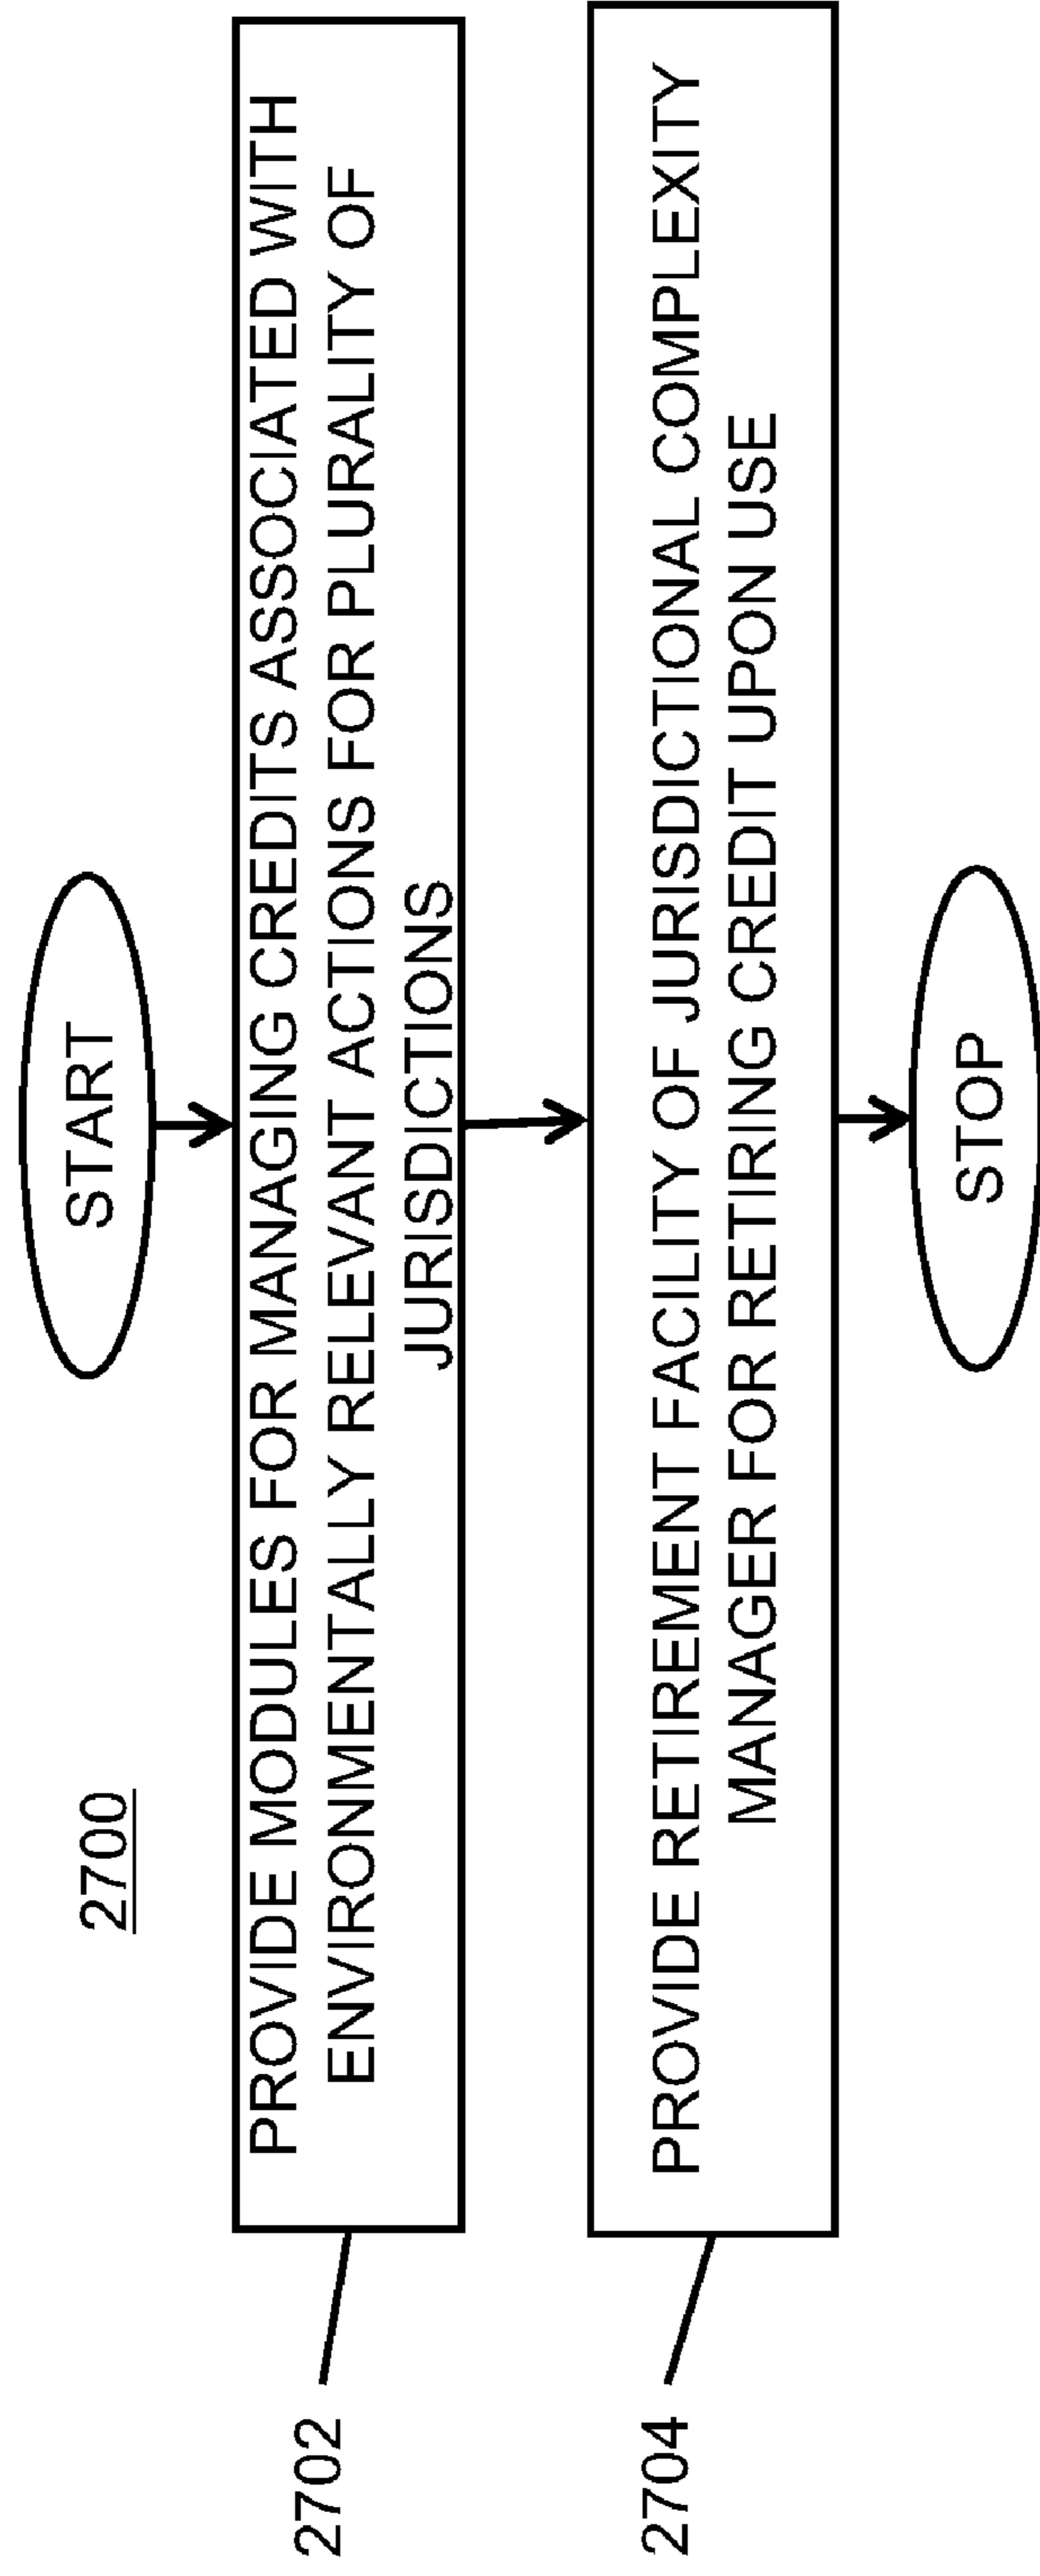 2700
START
PROVIDE MODULES FOR MANAGING CREDITS ASSOCIATED WITH
ENVIRONMENTALLY RELEVANT ACTIONS FOR PLURALITY OF
JURISDICTIONS
2702
PROVIDE RETIREMENT FACILITY OF JURISDICTIONAL COMPLEXITY
MANAGER FOR RETIRING CREDIT UPON USE
2704
STOP